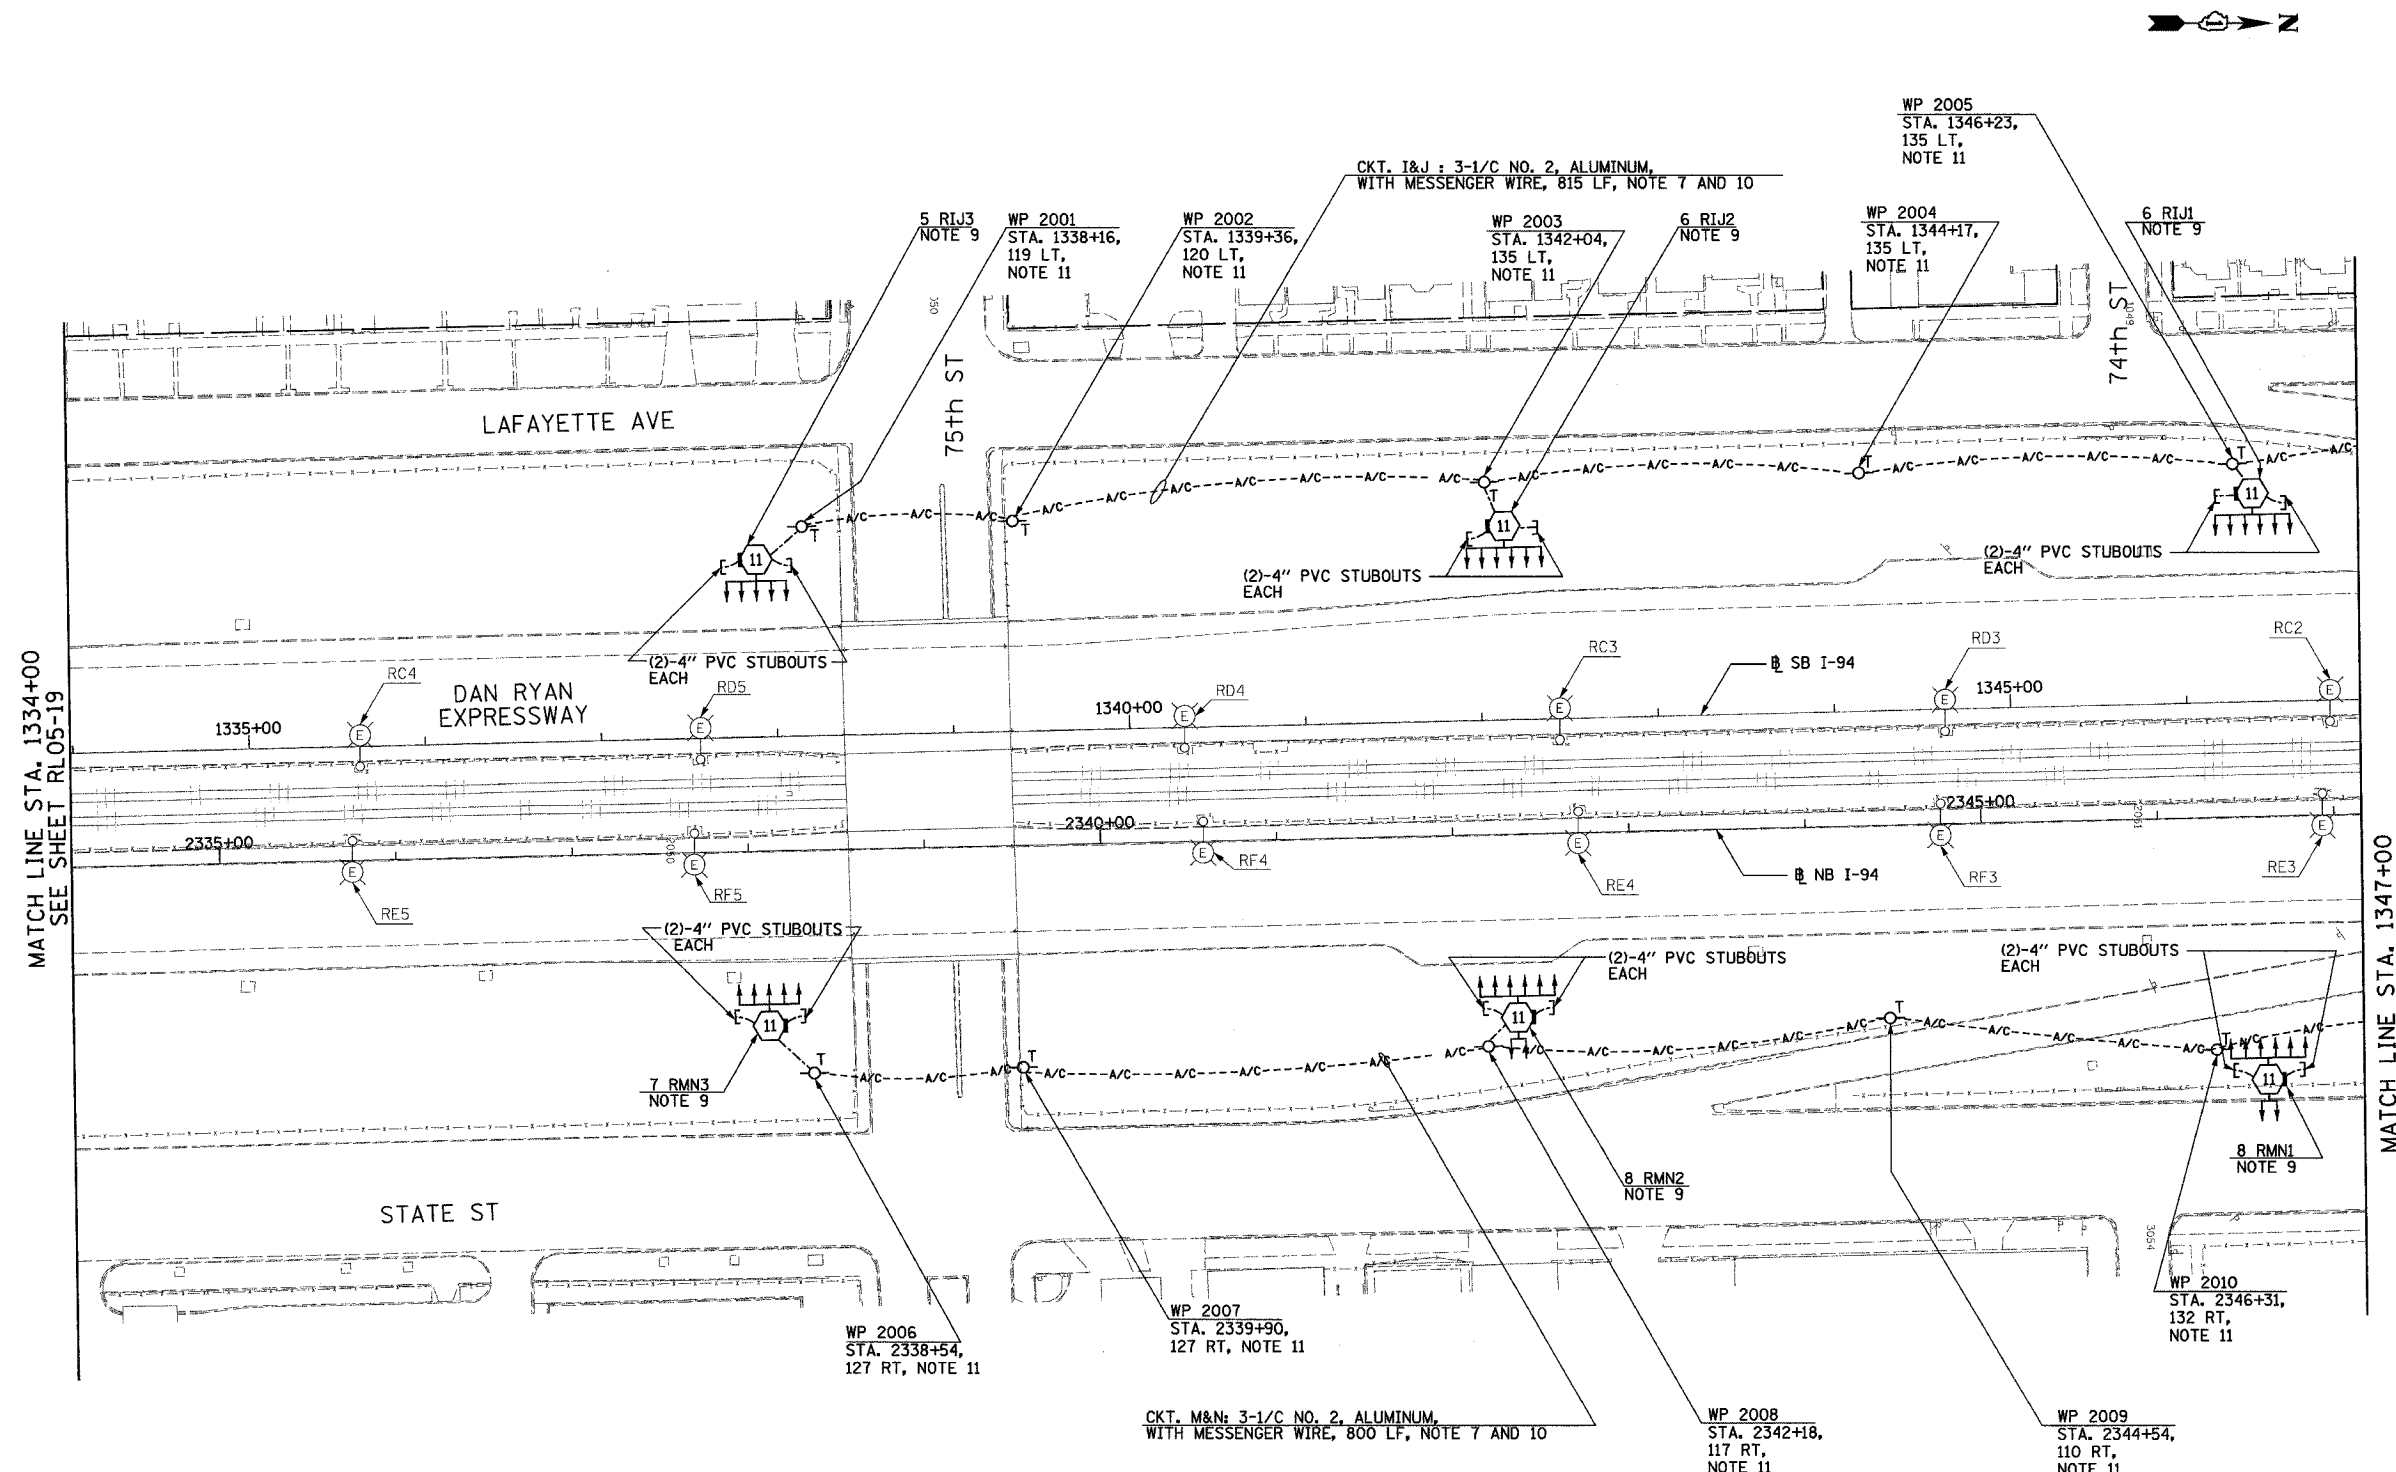 N
WP 2005
STA. 1346+23,
135 LT,
NOTE 11
CKT. I&J : 3-1/C NO. 2, ALUMINUM,
WITH MESSENGER WIRE, 815 LF, NOTE 7 AND 10
5 RIJ3
NOTE 9
WP 2001
STA. 1338+16,
119 LT,
NOTE 11
WP 2002
STA. 1339+36,
120 LT,
NOTE 11
WP 2003
STA. 1342+04,
135 LT,
NOTE 11
6 RIJ2
NOTE 9
WP 2004
STA. 1344+17,
135 LT,
NOTE 11
6 RIJ1
NOTE 9
LAFAYETTE AVE
75th ST
74th ST
T
T
T
T
T
A/C A/C A/C A/C A/C A/C A/C A/C A/C A/C A/C A/C A/C A/C A/C A/C A/C A/C A/C A/C A/C A/C
11
11
11
(2)-4" PVC STUBOUTS
EACH
(2)-4" PVC STUBOUTS
EACH
(2)-4" PVC STUBOUTS
EACH
MATCH LINE STA. 1334+00
SEE SHEET RL05-19
DAN RYAN
EXPRESSWAY
RC4
RD5
RD4
RC3
RD3
RC2
E E E E E E
℄ SB I-94
1335+00
1340+00
1345+00
2335+00
2340+00
2345+00
E E E E E E
RE5
RF5
RF4
RE4
RF3
RE3
℄ NB I-94
MATCH LINE STA. 1347+00
(2)-4" PVC STUBOUTS
EACH
(2)-4" PVC STUBOUTS
EACH
(2)-4" PVC STUBOUTS
EACH
11
11
11
T
T
T
T
A/C A/C A/C A/C A/C A/C A/C A/C A/C A/C A/C A/C A/C A/C A/C A/C A/C A/C A/C A/C A/C A/C
7 RMN3
NOTE 9
8 RMN2
NOTE 9
8 RMN1
NOTE 9
STATE ST
3054
WP 2006
STA. 2338+54,
127 RT, NOTE 11
WP 2007
STA. 2339+90,
127 RT, NOTE 11
WP 2010
STA. 2346+31,
132 RT,
NOTE 11
CKT. M&N: 3-1/C NO. 2, ALUMINUM,
WITH MESSENGER WIRE, 800 LF, NOTE 7 AND 10
WP 2008
STA. 2342+18,
117 RT,
NOTE 11
WP 2009
STA. 2344+54,
110 RT,
NOTE 11